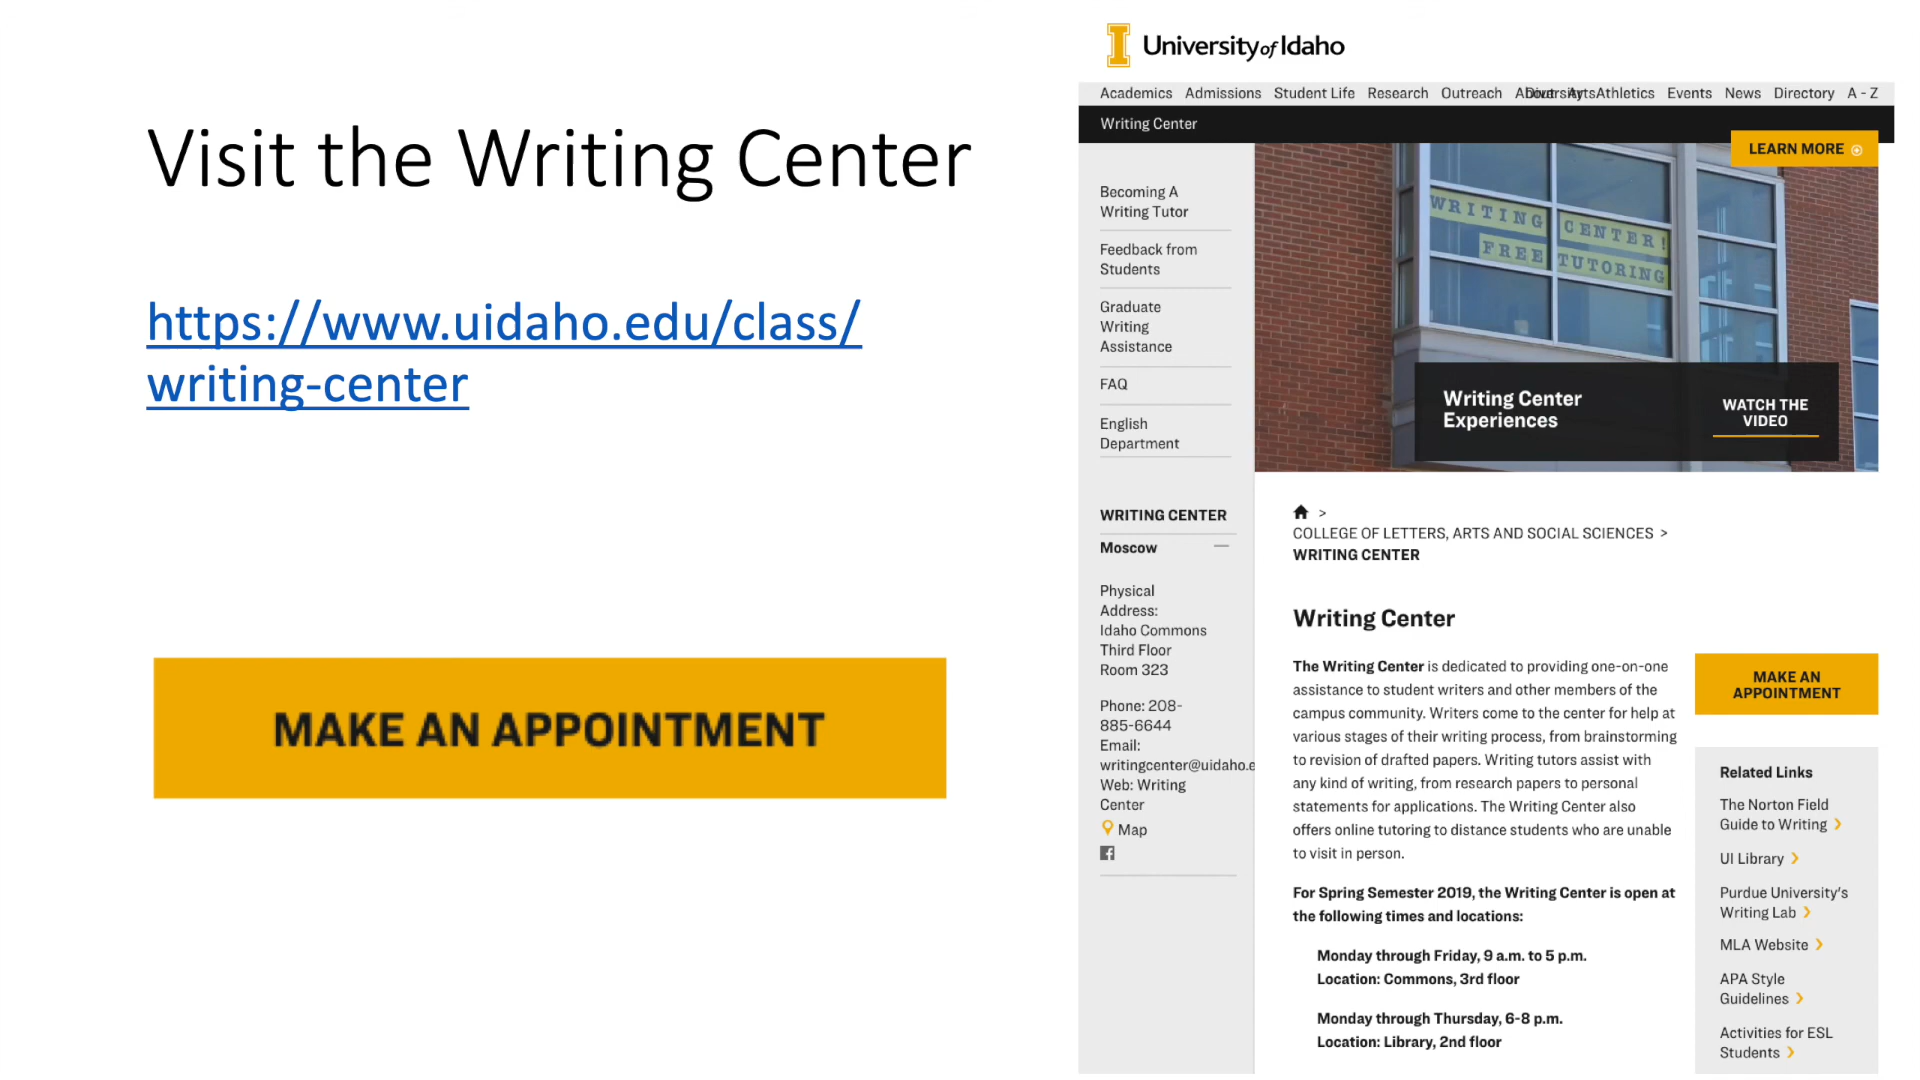 Visit the Writing Center
https://www.uidaho.edu/class/
writing-center
MAKE AN APPOINTMENT
I University of Idaho
Academics Admissions Student Life Research Outreach About Diversity Arts Athletics Events News Directory A - Z
Writing Center
LEARN MORE
Becoming A
Writing Tutor
Feedback from
Students
Graduate
Writing
Assistance
FAQ
English
Department
WRITING CENTER
Moscow
Physical
Address:
Idaho Commons
Third Floor
Room 323
Phone: 208-
885-6644
Email:
writingcenter@uidaho.e
Web: Writing
Center
Map
WRITING CENTER!
FREE TUTORING
Writing Center
Experiences
WATCH THE
VIDEO
>
COLLEGE OF LETTERS, ARTS AND SOCIAL SCIENCES >
WRITING CENTER
Writing Center
The Writing Center is dedicated to providing one-on-one
assistance to student writers and other members of the
campus community. Writers come to the center for help at
various stages of their writing process, from brainstorming
to revision of drafted papers. Writing tutors assist with
any kind of writing, from research papers to personal
statements for applications. The Writing Center also
offers online tutoring to distance students who are unable
to visit in person.
For Spring Semester 2019, the Writing Center is open at
the following times and locations:
Monday through Friday, 9 a.m. to 5 p.m.
Location: Commons, 3rd floor
Monday through Thursday, 6-8 p.m.
Location: Library, 2nd floor
MAKE AN
APPOINTMENT
Related Links
The Norton Field
Guide to Writing
UI Library
Purdue University's
Writing Lab
MLA Website
APA Style
Guidelines
Activities for ESL
Students